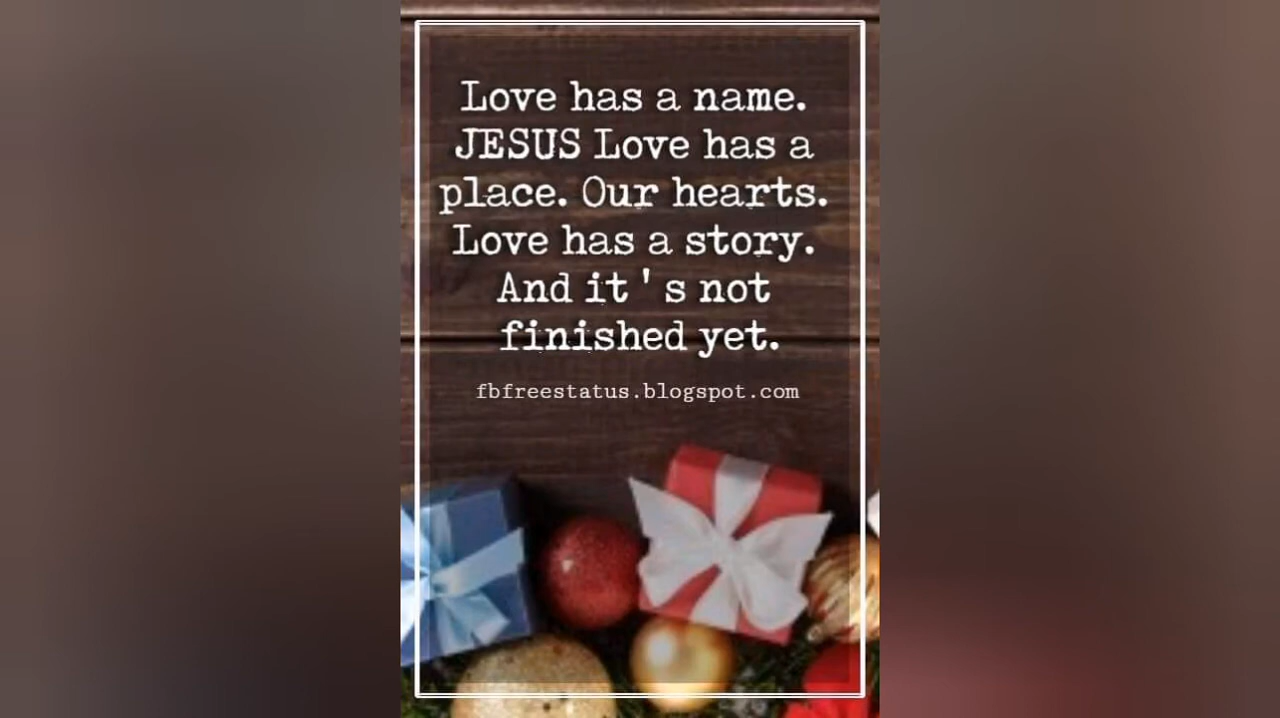 Love has a name.
JESUS Love has a
place. Our hearts.
Love has a story.
And it ' s not
finished yet.
fbfreestatus.blogspot.com